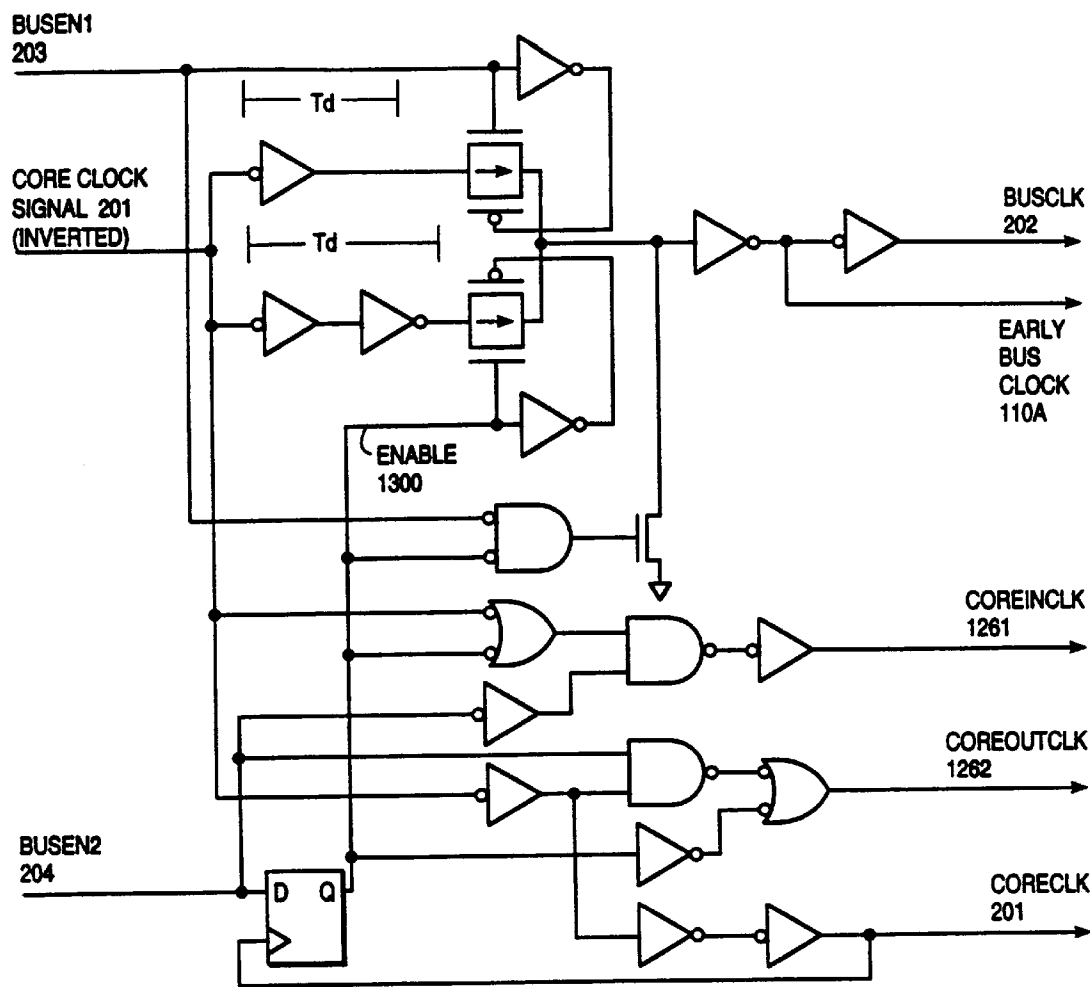 BUSEN1
203
Td
CORE CLOCK
SIGNAL 201
(INVERTED)
Td
BUSCLK
202
EARLY
BUS
CLOCK
110A
ENABLE
1300
COREINCLK
1261
COREOUTCLK
1262
BUSEN2
204
D Q
CORECLK
201